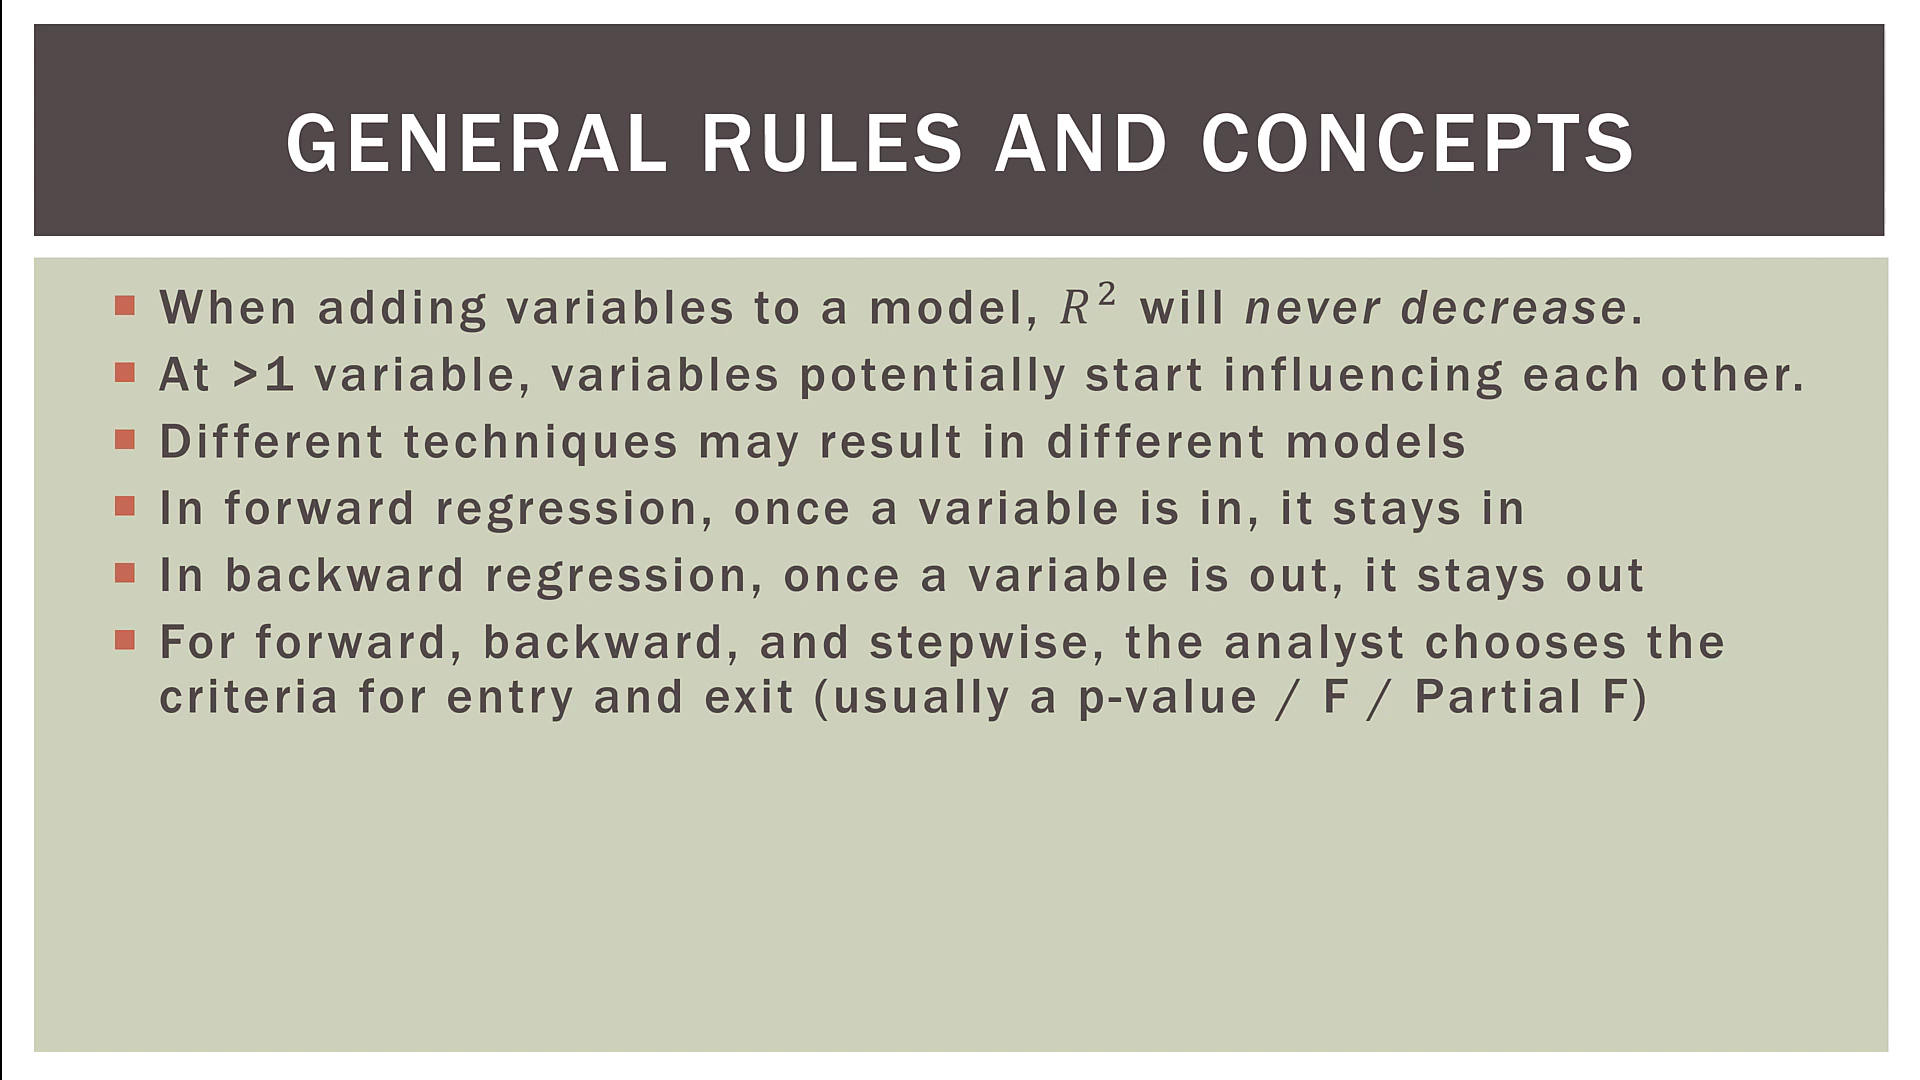 GENERAL RULES AND CONCEPTS
When adding variables to a model, R² will never decrease.
At >1 variable, variables potentially start influencing each other.
Different techniques may result in different models
In forward regression, once a variable is in, it stays in
In backward regression, once a variable is out, it stays out
For forward, backward, and stepwise, the analyst chooses the
criteria for entry and exit (usually a p-value / F / Partial F)